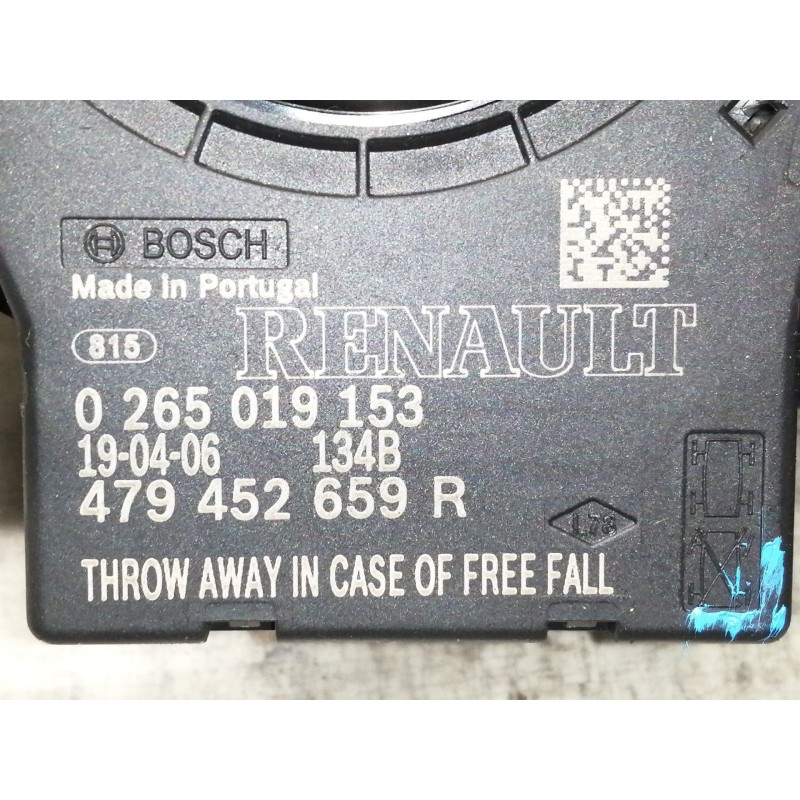 BOSCH
Made in Portugal
RENAULT
815
0 265 019 153
19-04-06 134B
479 452 659 R
L78
THROW AWAY IN CASE OF FREE FALL